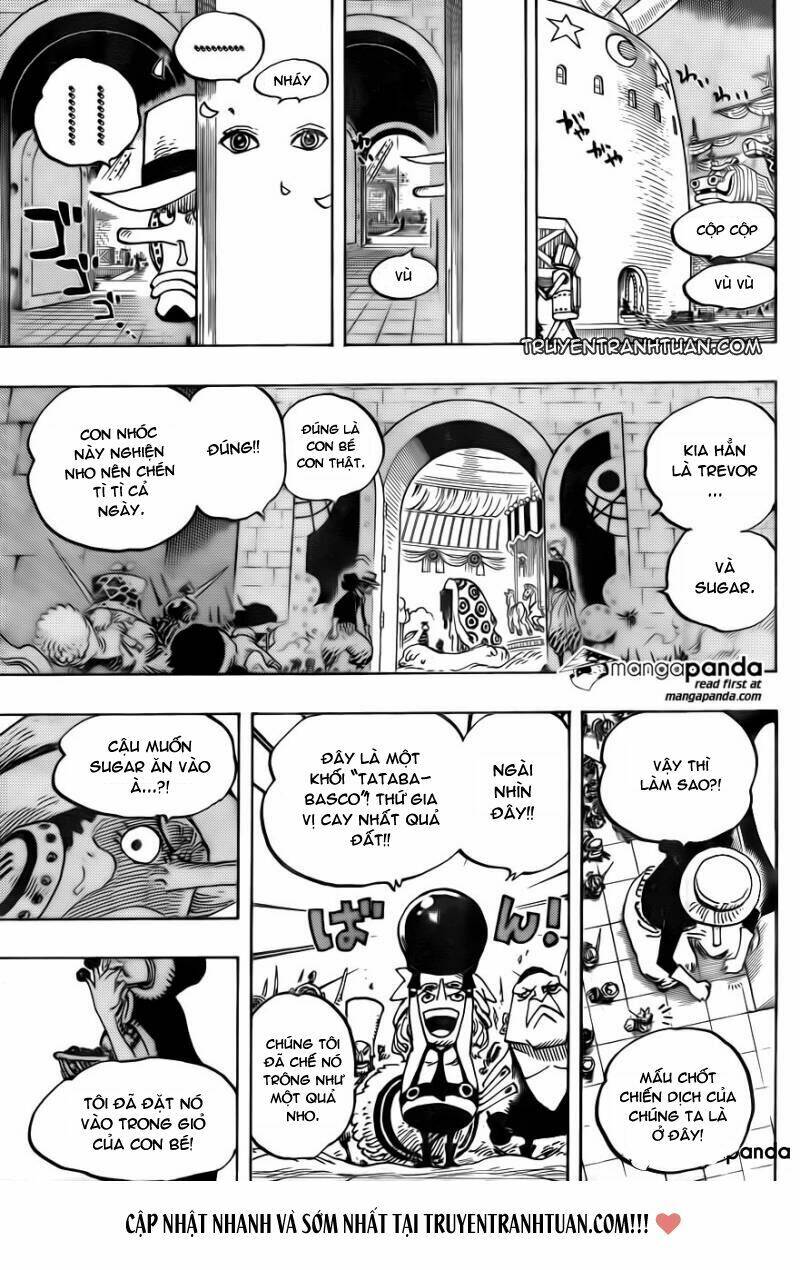 CỘP CỘP
VÙ VÙ
VÙ
NHÁY
TRUYENTRANHTUAN.COM
KIA HẲN
LÀ TREVOR
...
VÀ
SUGAR.
ĐÚNG LÀ
CON BÉ
CON THẬT.
ĐÚNG!!
CON NHÓC
NÀY NGHIỆN
NHO NÊN CHÉN
TÌ TÌ CẢ
NGÀY.
mangapanda
read first at
mangapanda.com
VẬY THÌ
LÀM SAO?!
MẤU CHỐT
CHIẾN DỊCH CỦA
CHÚNG TA LÀ
Ở ĐÂY!
panda
NGÀI
NHÌN
ĐÂY!!
ĐÂY LÀ MỘT
KHỐI "TATABA-
BASCO"! THỨ GIA
VỊ CAY NHẤT QUẢ
ĐẤT!!
ばん!
CHÚNG TÔI
ĐÃ CHẾ NÓ
TRÔNG NHƯ
MỘT QUẢ
NHO.
CẬU MUỐN
SUGAR ĂN VÀO
À...?!
TÔI ĐÃ ĐẶT NÓ
VÀO TRONG GIỎ
CỦA CON BÉ!
CẬP NHẬT NHANH VÀ SỚM NHẤT TẠI TRUYENTRANHTUAN.COM!!! ❤